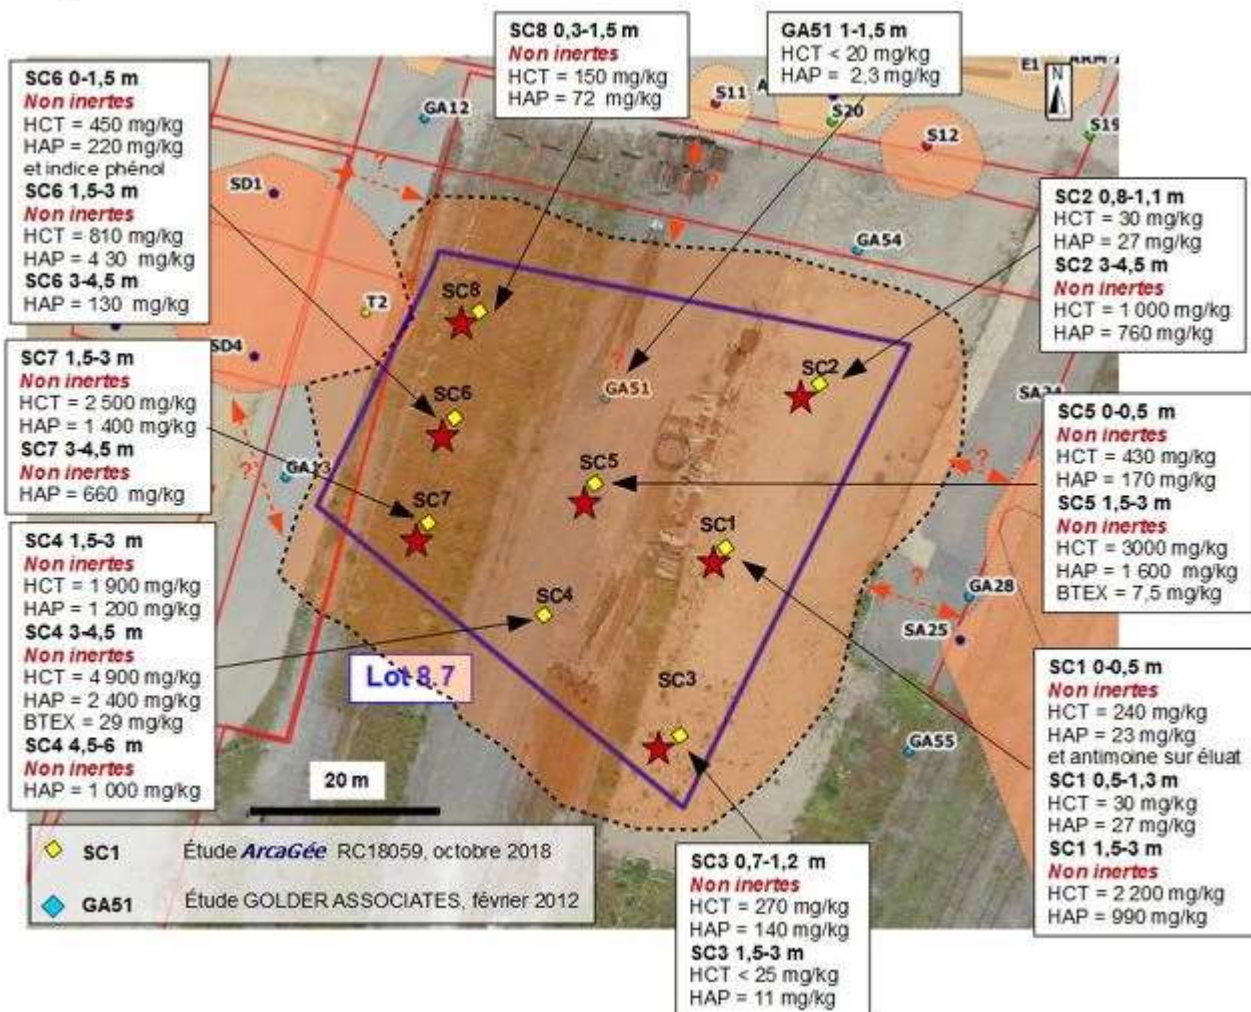 SC8 0,3-1,5 m
Non inertes
HCT = 150 mg/kg
HAP = 72 mg/kg
GA51 1-1,5 m
HCT < 20 mg/kg
HAP = 2,3 mg/kg
SC6 0-1,5 m
Non inertes
HCT = 450 mg/kg
HAP = 220 mg/kg
et indice phénol
SC6 1,5-3 m
Non inertes
HCT = 810 mg/kg
HAP = 4 30 mg/kg
SC6 3-4,5 m
HAP = 130 mg/kg
SC7 1,5-3 m
Non inertes
HCT = 2 500 mg/kg
HAP = 1 400 mg/kg
SC7 3-4,5 m
Non inertes
HAP = 660 mg/kg
SC4 1,5-3 m
Non inertes
HCT = 1 900 mg/kg
HAP = 1 200 mg/kg
SC4 3-4,5 m
Non inertes
HCT = 4 900 mg/kg
HAP = 2 400 mg/kg
BTEX = 29 mg/kg
SC4 4,5-6 m
Non inertes
HAP = 1 000 mg/kg
SC2 0,8-1,1 m
HCT = 30 mg/kg
HAP = 27 mg/kg
SC2 3-4,5 m
Non inertes
HCT = 1 000 mg/kg
HAP = 760 mg/kg
SC5 0-0,5 m
Non inertes
HCT = 430 mg/kg
HAP = 170 mg/kg
SC5 1,5-3 m
Non inertes
HCT = 3000 mg/kg
HAP = 1 600 mg/kg
BTEX = 7,5 mg/kg
SC1 0-0,5 m
Non inertes
HCT = 240 mg/kg
HAP = 23 mg/kg
et antimoine sur éluat
SC1 0,5-1,3 m
HCT = 30 mg/kg
HAP = 27 mg/kg
SC1 1,5-3 m
Non inertes
HCT = 2 200 mg/kg
HAP = 990 mg/kg
SC3 0,7-1,2 m
Non inertes
HCT = 270 mg/kg
HAP = 140 mg/kg
SC3 1,5-3 m
HCT < 25 mg/kg
HAP = 11 mg/kg
E1
N
GA12
S11
S20
S12
S19
SD1
?
?
GA54
T2
SC8
SD4
?
GA51
SC2
SC6
GA13
??
SC5
?
SC7
SC1
SC4
?
GA28
SA25
Lot 8.7
SC3
GA55
20 m
SC1 Étude ArcaGée RC18059, octobre 2018
GA51 Étude GOLDER ASSOCIATES, février 2012